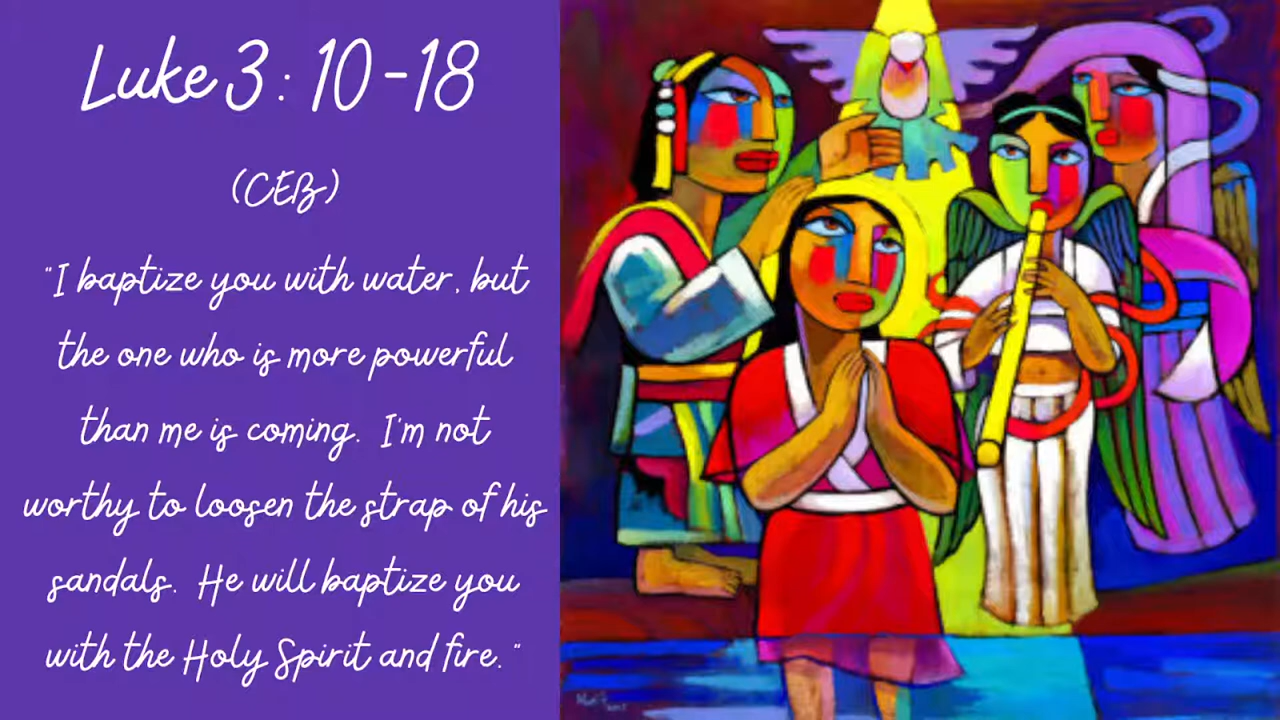 Luke 3: 10-18
(CEB)
"I baptize you with water, but
the one who is more powerful
than me is coming. I'm not
worthy to loosen the strap of his
sandals. He will baptize you
with the Holy Spirit and fire."